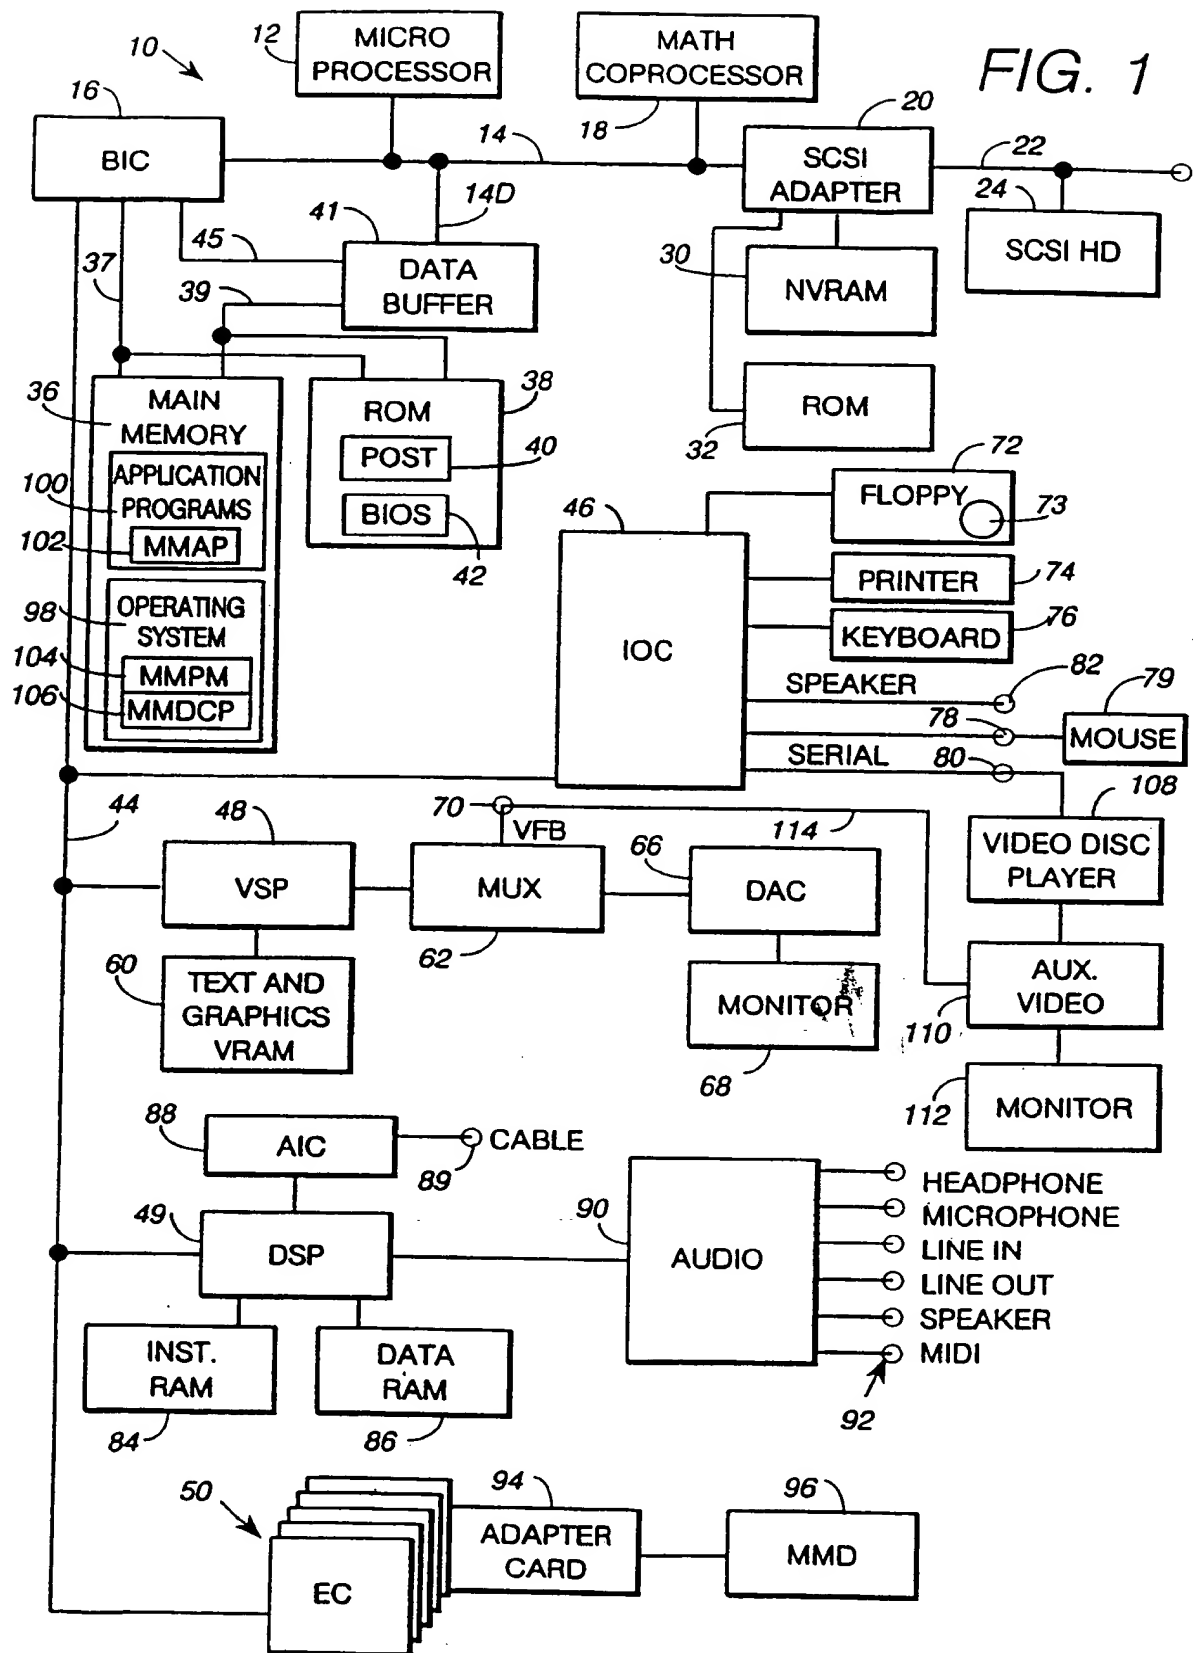 FIG. 1
10
12
MICRO
PROCESSOR
MATH
COPROCESSOR
18
16
BIC
14
14D
20
SCSI
ADAPTER
22
24
SCSI HD
41
45
DATA
BUFFER
37
39
30
NVRAM
ROM
32
36
MAIN
MEMORY
100
APPLICATION
PROGRAMS
102
MMAP
98
OPERATING
SYSTEM
104
MMPM
106
MMDCP
38
ROM
POST
40
BIOS
42
46
IOC
72
FLOPPY
73
PRINTER
74
KEYBOARD
76
SPEAKER
82
78
79
MOUSE
SERIAL
80
44
48
VSP
70
VFB
114
MUX
62
66
DAC
108
VIDEO DISC
PLAYER
60
TEXT AND
GRAPHICS
VRAM
MONITOR
68
AUX.
VIDEO
110
MONITOR
112
88
AIC
CABLE
89
49
DSP
90
AUDIO
HEADPHONE
MICROPHONE
LINE IN
LINE OUT
SPEAKER
MIDI
92
INST.
RAM
84
DATA
RAM
86
50
EC
94
ADAPTER
CARD
96
MMD